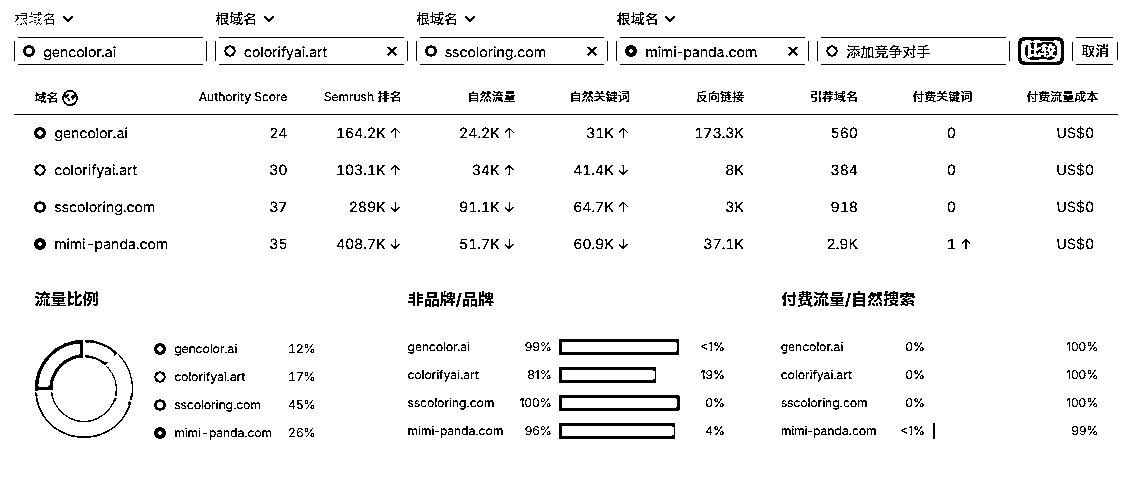 根域名 根域名 根域名 根域名
gencolor.ai colorifyai.art × sscoloring.com × mimi-panda.com × 添加竞争对手 比较 取消
域名 Authority Score Semrush 排名 自然流量 自然关键词 反向链接 引荐域名 付费关键词 付费流量成本
gencolor.ai 24 164.2K ↑ 24.2K ↑ 31K ↑ 173.3K 560 0 US$0
colorifyai.art 30 103.1K ↑ 34K ↑ 41.4K ↓ 8K 384 0 US$0
sscoloring.com 37 289K ↓ 91.1K ↓ 64.7K ↑ 3K 918 0 US$0
mimi-panda.com 35 408.7K ↓ 51.7K ↓ 60.9K ↓ 37.1K 2.9K 1 ↑ US$0
流量比例 非品牌/品牌 付费流量/自然搜索
gencolor.ai 12% gencolor.ai 99% <1% gencolor.ai 0% 100%
colorifyai.art 17% colorifyai.art 81% 19% colorifyai.art 0% 100%
sscoloring.com 45% sscoloring.com 100% 0% sscoloring.com 0% 100%
mimi-panda.com 26% mimi-panda.com 96% 4% mimi-panda.com <1% 99%